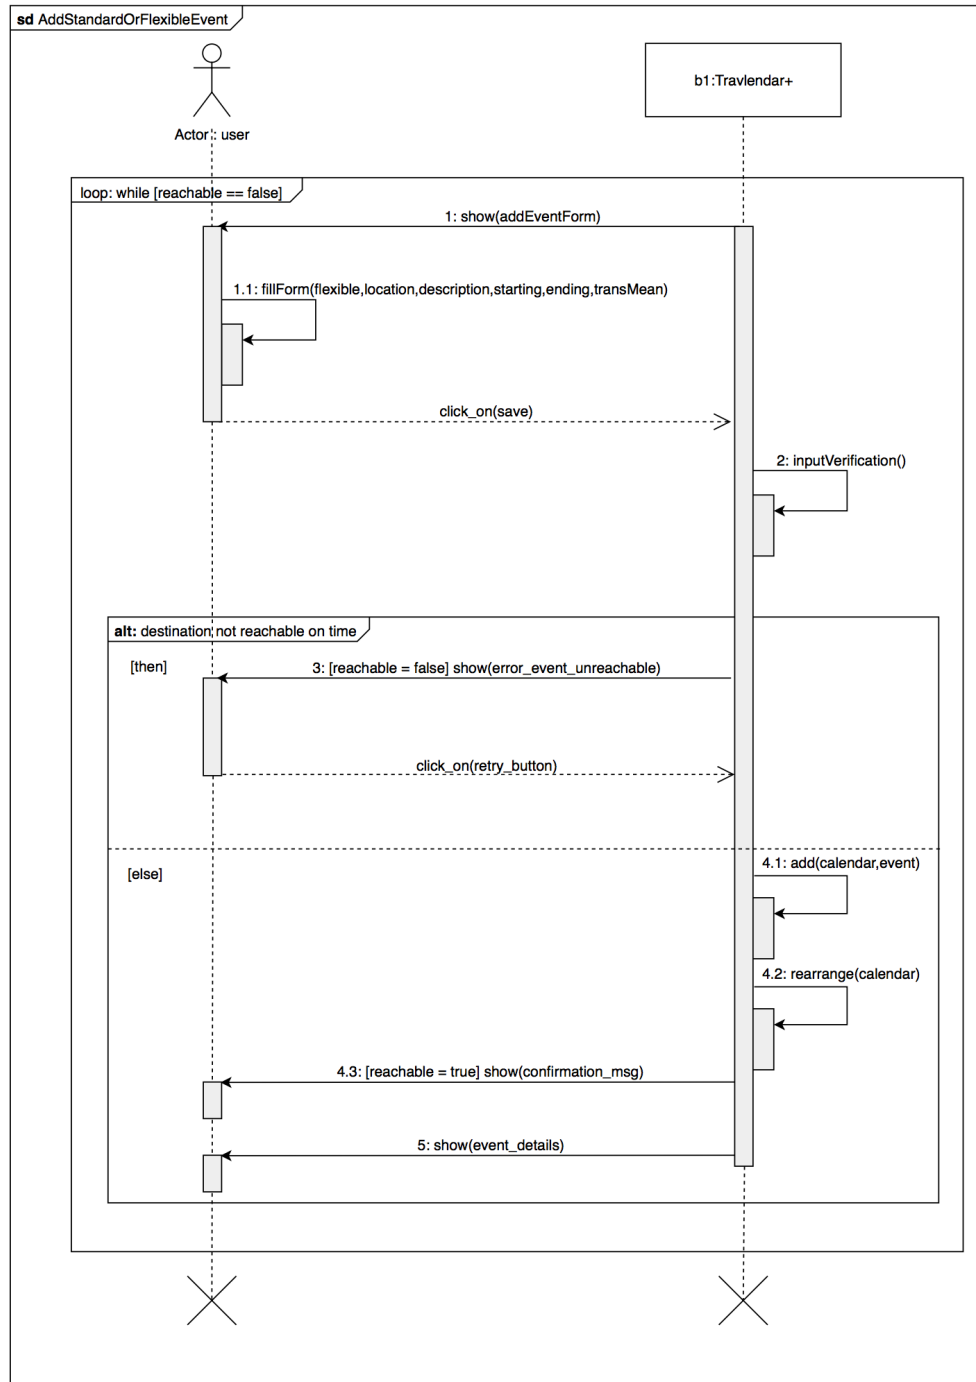 sd AddStandardOrFlexibleEvent
b1:Travlendar+
Actor : user
loop: while [reachable == false]
1: show(addEventForm)
1.1: fillForm(flexible,location,description,starting,ending,transMean)
click_on(save)
2: inputVerification()
alt: destination not reachable on time
[then]
3: [reachable = false] show(error_event_unreachable)
click_on(retry_button)
[else]
4.1: add(calendar,event)
4.2: rearrange(calendar)
4.3: [reachable = true] show(confirmation_msg)
5: show(event_details)